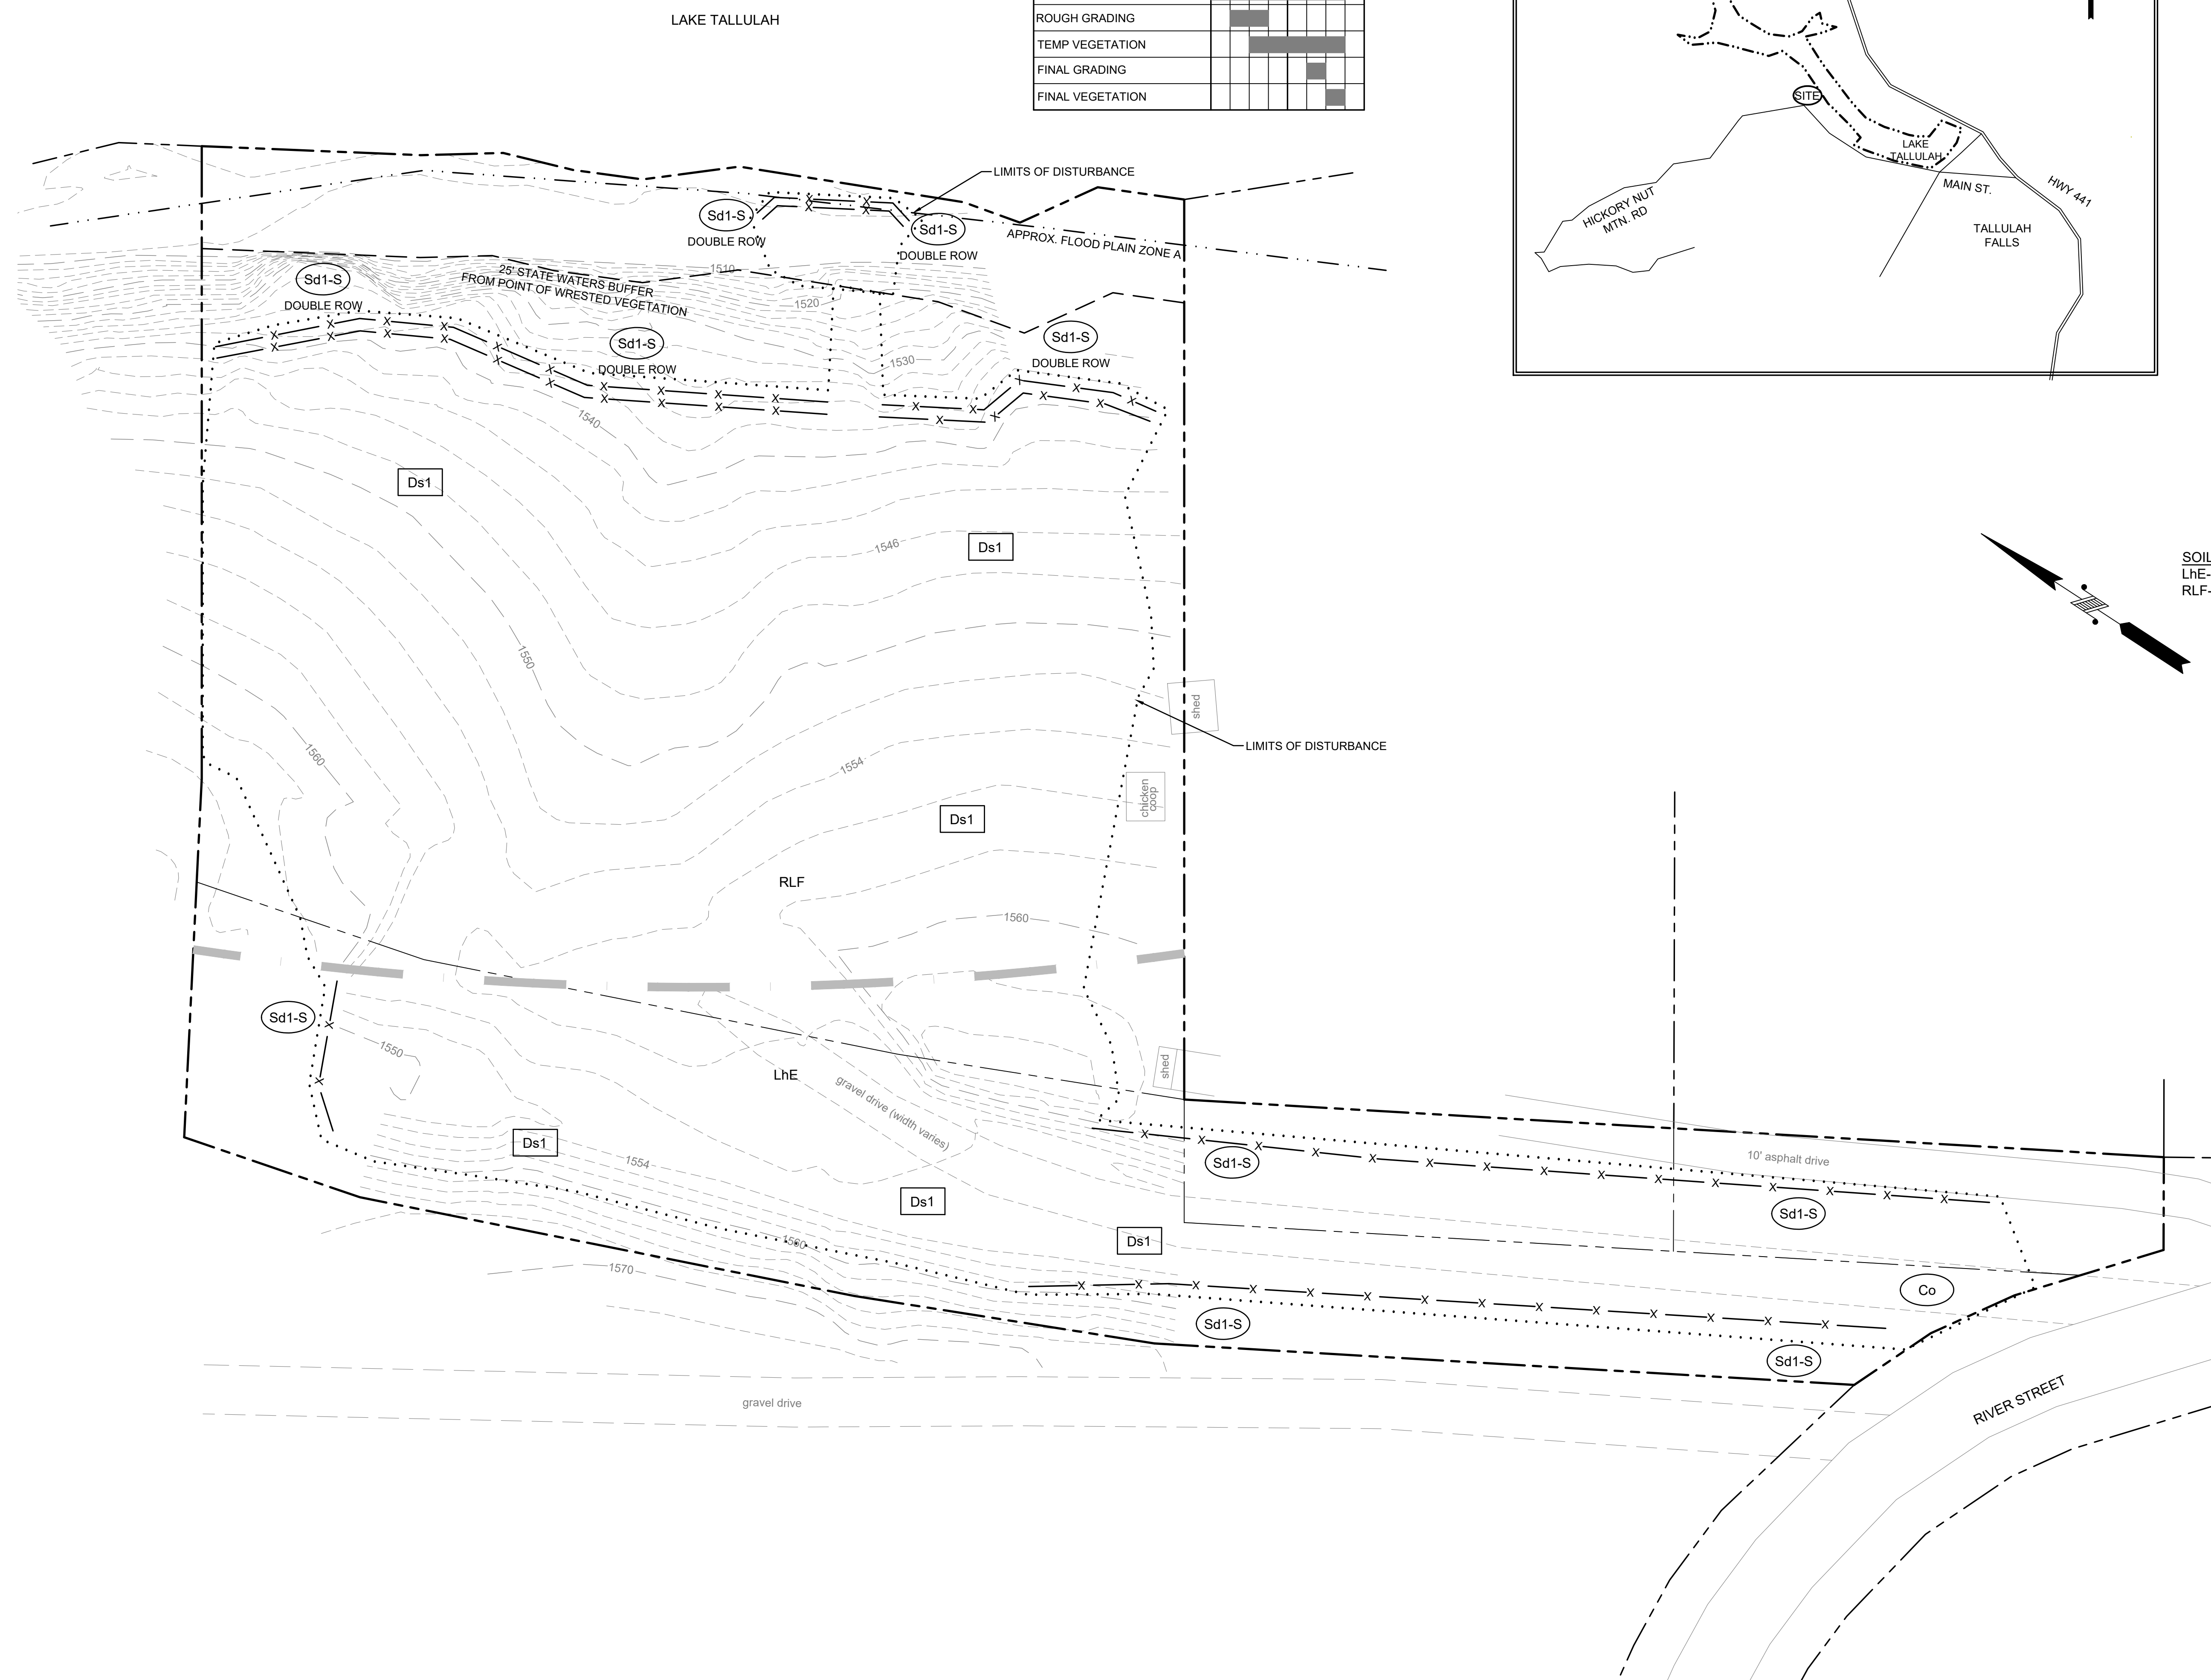 LAKE TALLULAH
ROUGH GRADING
TEMP VEGETATION
FINAL GRADING
FINAL VEGETATION
SITE
LAKE
TALLULAH
MAIN ST.
HWY 441
HICKORY NUT
MTN. RD
TALLULAH
FALLS
LIMITS OF DISTURBANCE
Sd1-S
DOUBLE ROW
Sd1-S
DOUBLE ROW
APPROX. FLOOD PLAIN ZONE A
1510
25' STATE WATERS BUFFER
FROM POINT OF WRESTED VEGETATION
Sd1-S
DOUBLE ROW
1520
Sd1-S
DOUBLE ROW
Sd1-S
DOUBLE ROW
1530
1540
Ds1
1546
Ds1
SOIL
LhE-
RLF-
1550
shed
LIMITS OF DISTURBANCE
1560
1554
chicken
coop
Ds1
RLF
1560
Sd1-S
1550
LhE
gravel drive (width varies)
shed
Ds1
1554
Sd1-S
10' asphalt drive
Ds1
Sd1-S
1560
Ds1
1570
Co
Sd1-S
Sd1-S
gravel drive
RIVER STREET